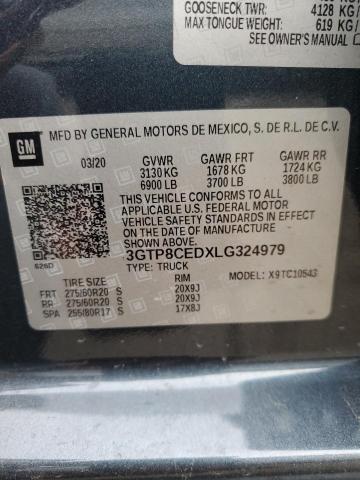 GOOSENECK TWR: 4128 KG /
MAX TONGUE WEIGHT: 619 KG /
SEE OWNER'S MANUAL
GM
MFD BY GENERAL MOTORS DE MEXICO, S. DE R.L. DE C.V.
03/20 GVWR GAWR FRT GAWR RR
3130 KG 1678 KG 1724 KG
6900 LB 3700 LB 3800 LB
THIS VEHICLE CONFORMS TO ALL
APPLICABLE U.S. FEDERAL MOTOR
VEHICLE SAFETY STANDARDS IN EFFECT
ON THE DATE OF MANUFACTURE
SHOWN ABOVE.
3GTP8CEDXLG324979
626D TYPE: TRUCK
MODEL: X9TC10543
TIRE SIZE RIM
FRT 275/60R20 S 20X9J
RR 275/60R20 S 20X9J
SPA 255/80R17 S 17X8J